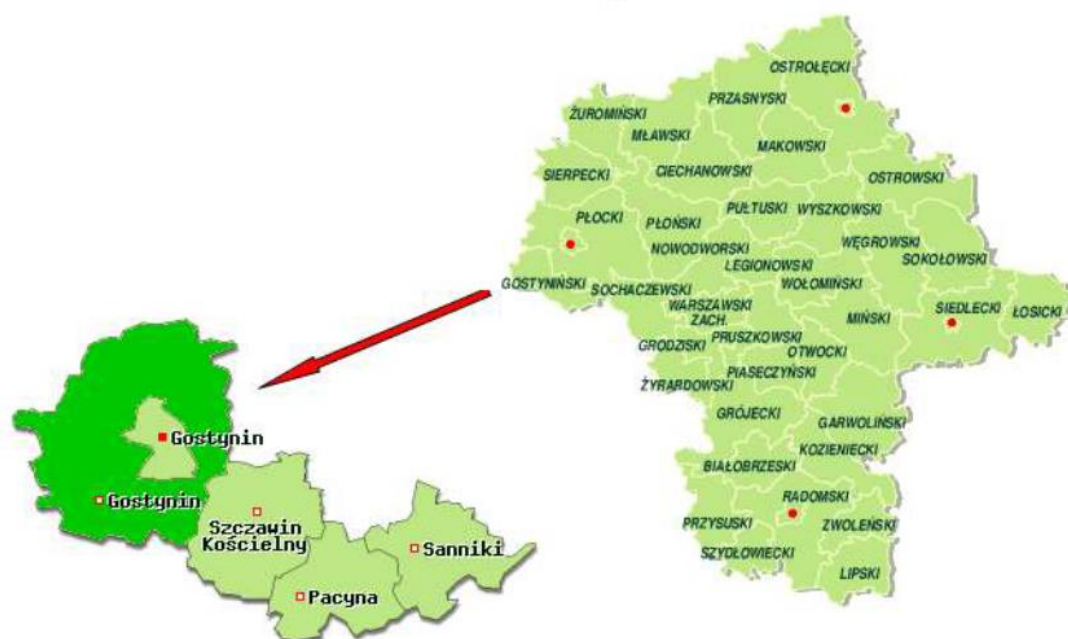 OSTROŁĘCKI
PRZASNYSKI
ŻUROMIŃSKI
MŁAWSKI
MAKOWSKI
CIECHANOWSKI
SIERPECKI
OSTROWSKI
PUŁTUSKI
WYSZKOWSKI
PŁOCKI
PŁOŃSKI
WĘGROWSKI
NOWODWORSKI
SOKOŁOWSKI
LEGIONOWSKI
GOSTYNIŃSKI
SOCHACZEWSKI
WOŁOMIŃSKI
WARSZAWSKI
ZACH.
MIŃSKI
SIEDLECKI
ŁOSICKI
PRUSZKOWSKI
GRODZISKI
OTWOCKI
PIASECZYŃSKI
ŻYRARDOWSKI
GRÓJECKI
GARWOLIŃSKI
KOZIENICKI
BIAŁOBRZESKI
RADOMSKI
PRZYSUSKI
ZWOLEŃSKI
SZYDŁOWIECKI
LIPSKI
Gostynin
Gostynin
Szczawin
Kościelny
Sanniki
Pacyna